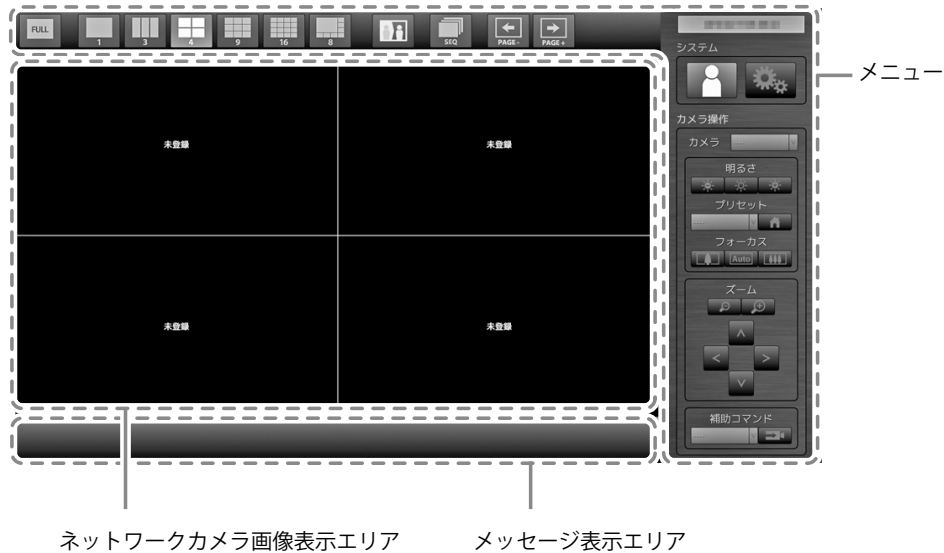 FULL
1
3
4
9
16
8
SEQ
PAGE-
PAGE+
システム
メニュー
カメラ操作
カメラ
---
明るさ
プリセット
---
フォーカス
Auto
ズーム
補助コマンド
---
未登録
未登録
未登録
未登録
ネットワークカメラ画像表示エリア
メッセージ表示エリア